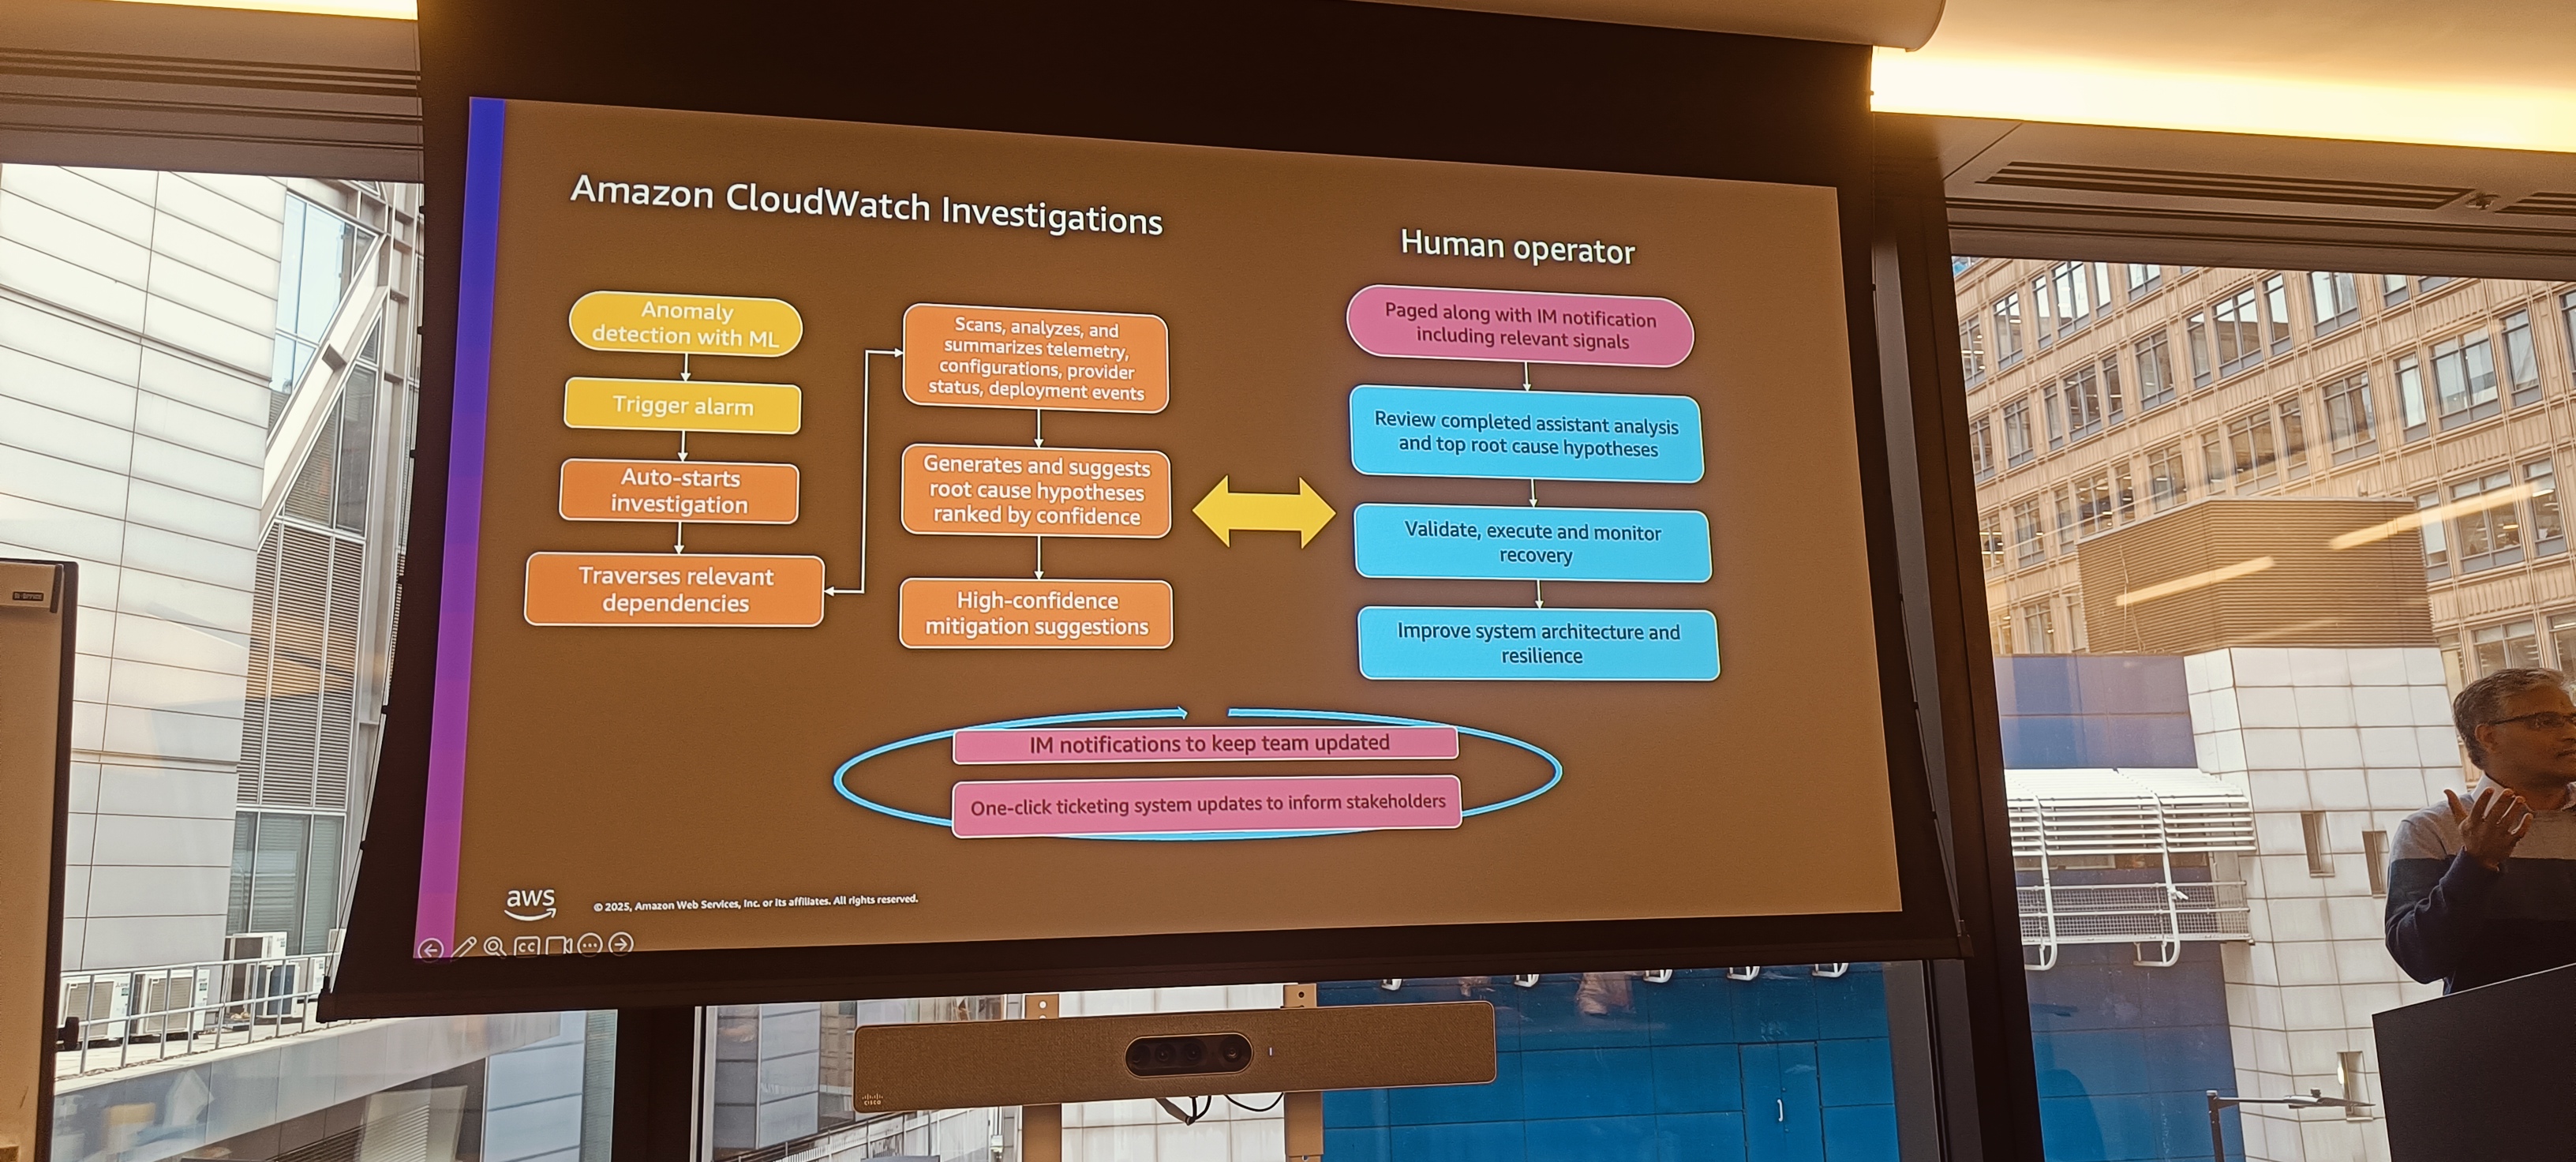 Amazon CloudWatch Investigations
Anomaly
detection with ML
Trigger alarm
Auto-starts
investigation
Traverses relevant
dependencies
Scans, analyzes, and
summarizes telemetry,
configurations, provider
status, deployment events
Generates and suggests
root cause hypotheses
ranked by confidence
High-confidence
mitigation suggestions
Human operator
Paged along with IM notification
including relevant signals
Review completed assistant analysis
and top root cause hypotheses
Validate, execute and monitor
recovery
Improve system architecture and
resilience
IM notifications to keep team updated
One-click ticketing system updates to inform stakeholders
aws
© 2025, Amazon Web Services, Inc. or its affiliates. All rights reserved.
CC
CISCO